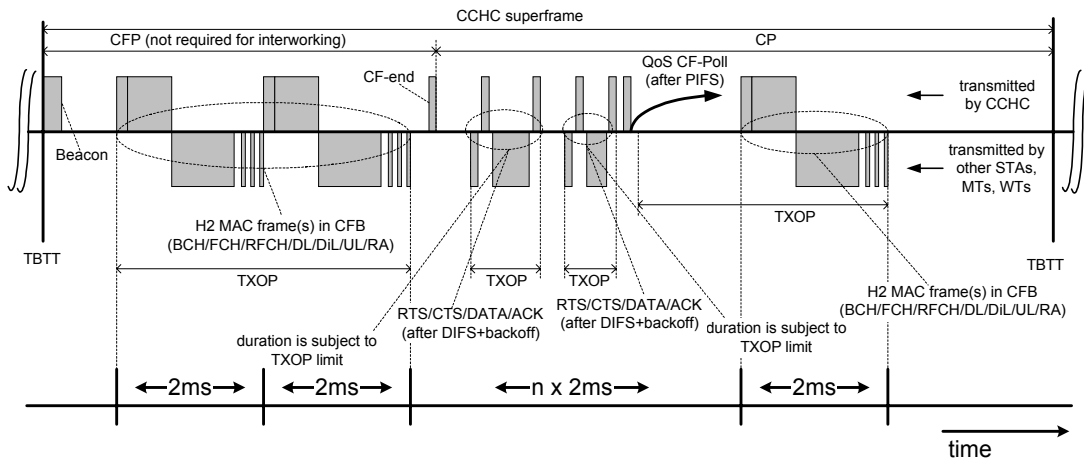 CCHC superframe
CFP (not required for interworking)
CP
CF-end
QoS CF-Poll
(after PIFS)
transmitted
by CCHC
Beacon
transmitted by
other STAs,
MTs, WTs
H2 MAC frame(s) in CFB
(BCH/FCH/RFCH/DL/DiL/UL/RA)
TXOP
TBTT
TBTT
TXOP
TXOP
TXOP
H2 MAC frame(s) in CFB
(BCH/FCH/RFCH/DL/DiL/UL/RA)
RTS/CTS/DATA/ACK
(after DIFS+backoff)
RTS/CTS/DATA/ACK
(after DIFS+backoff)
duration is subject to
TXOP limit
duration is subject to
TXOP limit
2ms
2ms
n x 2ms
2ms
time